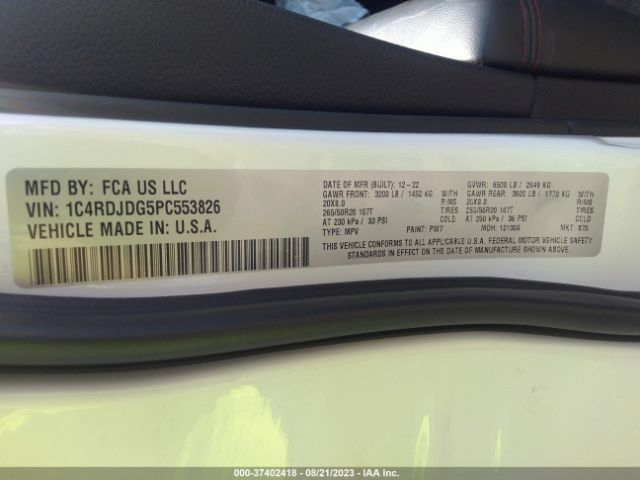 MFD BY: FCA US LLC
VIN: 1C4RDJDG5PC553826
VEHICLE MADE IN: U.S.A.
DATE OF MFR (BUILT): 12-22 GVWR: 6500 LB / 2949 KG
GAWR FRONT: 3200 LB / 1452 KG GAWR REAR: 3900 LB / 1770 KG
20X8.0 RIMS 20X8.0 RIMS
265/50R20 107T TIRES 265/50R20 107T TIRES
AT 230 kPa / 33 PSI COLD AT 250 kPa / 36 PSI COLD
TYPE: MPV PAINT: PW7 MDH: MKT:
THIS VEHICLE CONFORMS TO ALL APPLICABLE U.S.A. FEDERAL MOTOR VEHICLE SAFETY
STANDARDS IN EFFECT ON THE DATE OF MANUFACTURE SHOWN ABOVE.
000-37402418 - 08/21/2023 - IAA Inc.